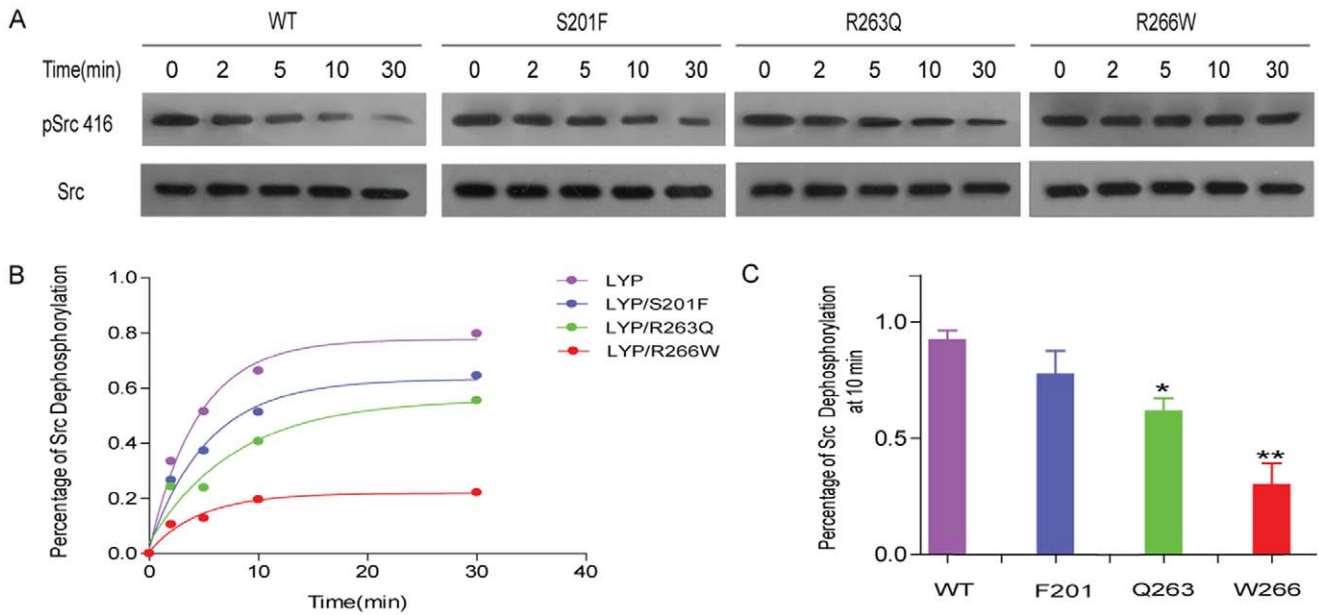 A
WT S201F R263Q R266W
Time(min) 0 2 5 10 30 0 2 5 10 30 0 2 5 10 30 0 2 5 10 30
pSrc 416
Src
B
Percentage of Src Dephosphorylation
1.0
0.8
0.6
0.4
0.2
0.0
0 10 20 30 40
Time(min)
LYP
LYP/S201F
LYP/R263Q
LYP/R266W
C
Percentage of Src Dephosphorylation
at 10 min
1.0
0.5
0.0
*
**
WT F201 Q263 W266